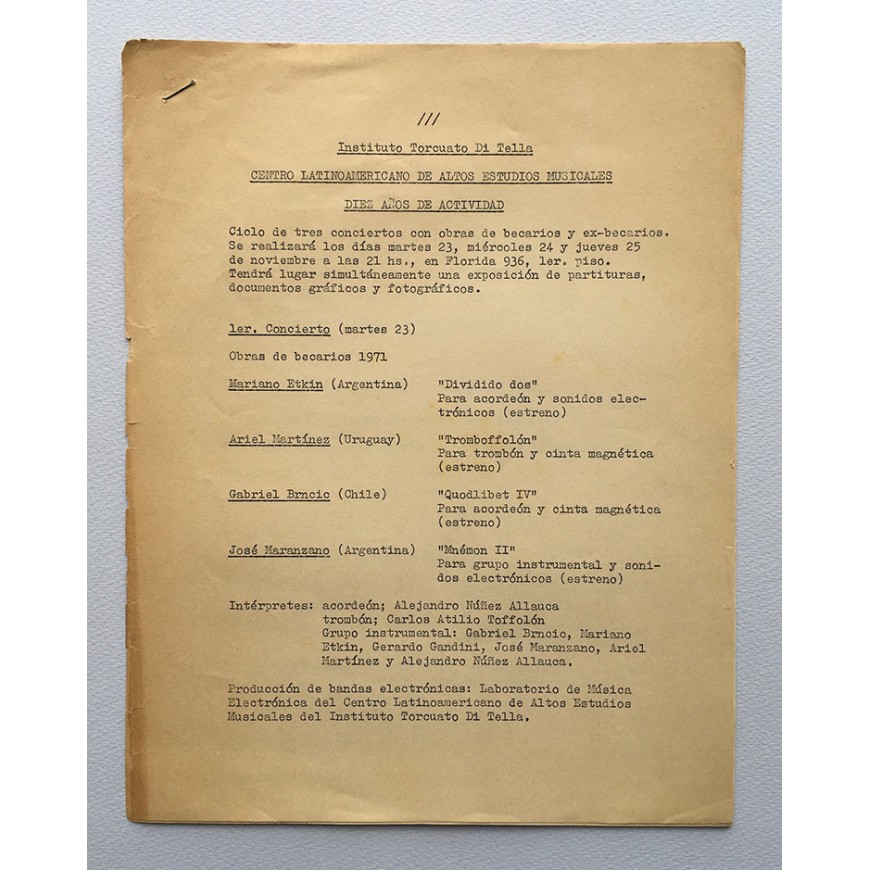 ///
Instituto Torcuato Di Tella
CENTRO LATINOAMERICANO DE ALTOS ESTUDIOS MUSICALES
DIEZ AÑOS DE ACTIVIDAD
Ciclo de tres conciertos con obras de becarios y ex-becarios.
Se realizará los días martes 23, miércoles 24 y jueves 25
de noviembre a las 21 hs., en Florida 936, 1er. piso.
Tendrá lugar simultáneamente una exposición de partituras,
documentos gráficos y fotográficos.
1er. Concierto (martes 23)
Obras de becarios 1971
Mariano Etkin (Argentina) "Dividido dos"
Para acordeón y sonidos elec-
trónicos (estreno)
Ariel Martínez (Uruguay) "Tromboffolón"
Para trombón y cinta magnética
(estreno)
Gabriel Brncic (Chile) "Quodlibet IV"
Para acordeón y cinta magnética
(estreno)
José Maranzano (Argentina) "Mnémon II"
Para grupo instrumental y soni-
dos electrónicos (estreno)
Intérpretes: acordeón; Alejandro Núñez Allauca
trombón; Carlos Atilio Toffolón
Grupo instrumental: Gabriel Brncic, Mariano
Etkin, Gerardo Gandini, José Maranzano, Ariel
Martínez y Alejandro Núñez Allauca.
Producción de bandas electrónicas: Laboratorio de Música
Electrónica del Centro Latinoamericano de Altos Estudios
Musicales del Instituto Torcuato Di Tella.